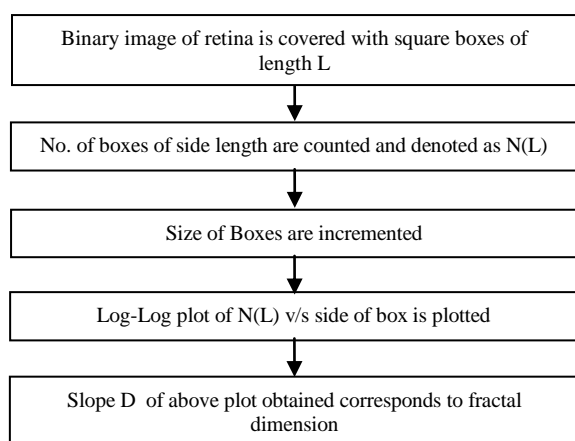 Binary image of retina is covered with square boxes of
length L
No. of boxes of side length are counted and denoted as N(L)
Size of Boxes are incremented
Log-Log plot of N(L) v/s side of box is plotted
Slope D of above plot obtained corresponds to fractal
dimension